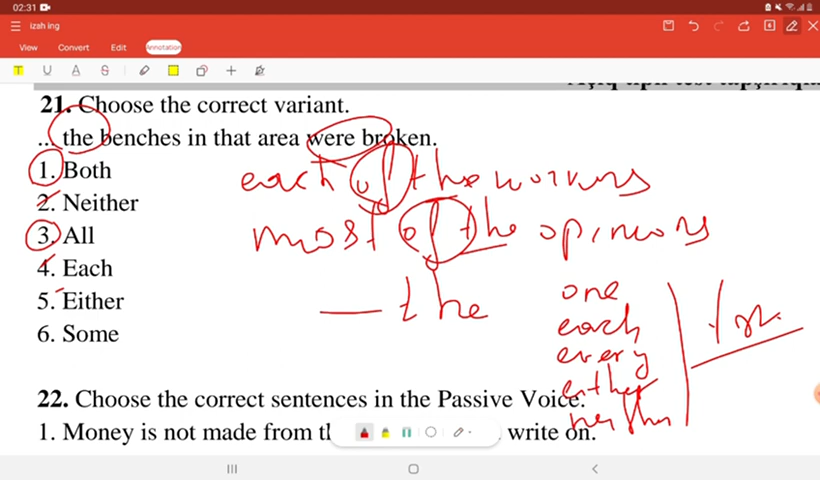 02:31
izah ing
View Convert Edit Annotation
21. Choose the correct variant.
... the benches in that area were broken.
1. Both
each of the workers
2. Neither
3. All
most of the opinions
4. Each
5. Either
the
one
each
every
either
neither
6. Some
22. Choose the correct sentences in the Passive Voice.
1. Money is not made from th write on.